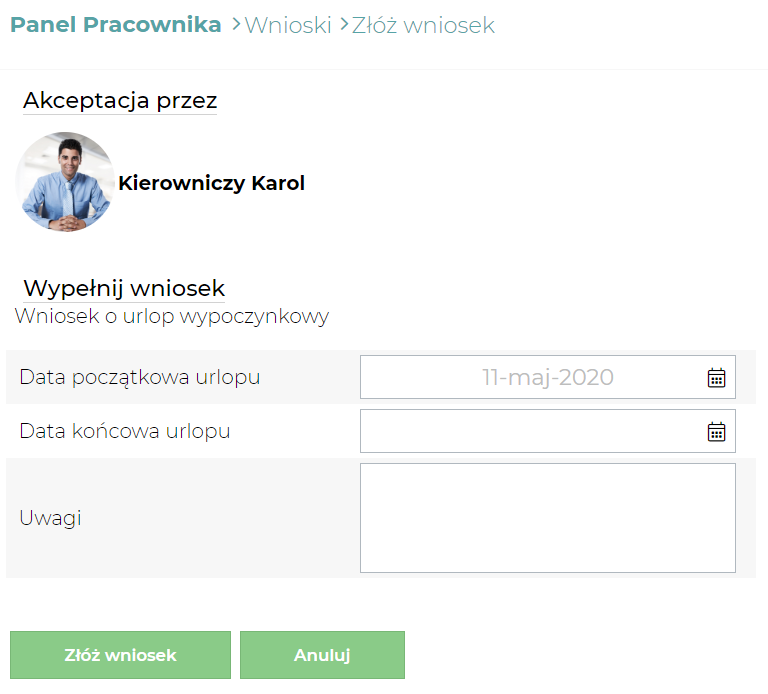 Panel Pracownika > Wnioski > Złóż wniosek
Akceptacja przez
Kierowniczy Karol
Wypełnij wniosek
Wniosek o urlop wypoczynkowy
Data początkowa urlopu 11-maj-2020
Data końcowa urlopu
Uwagi
Złóż wniosek Anuluj